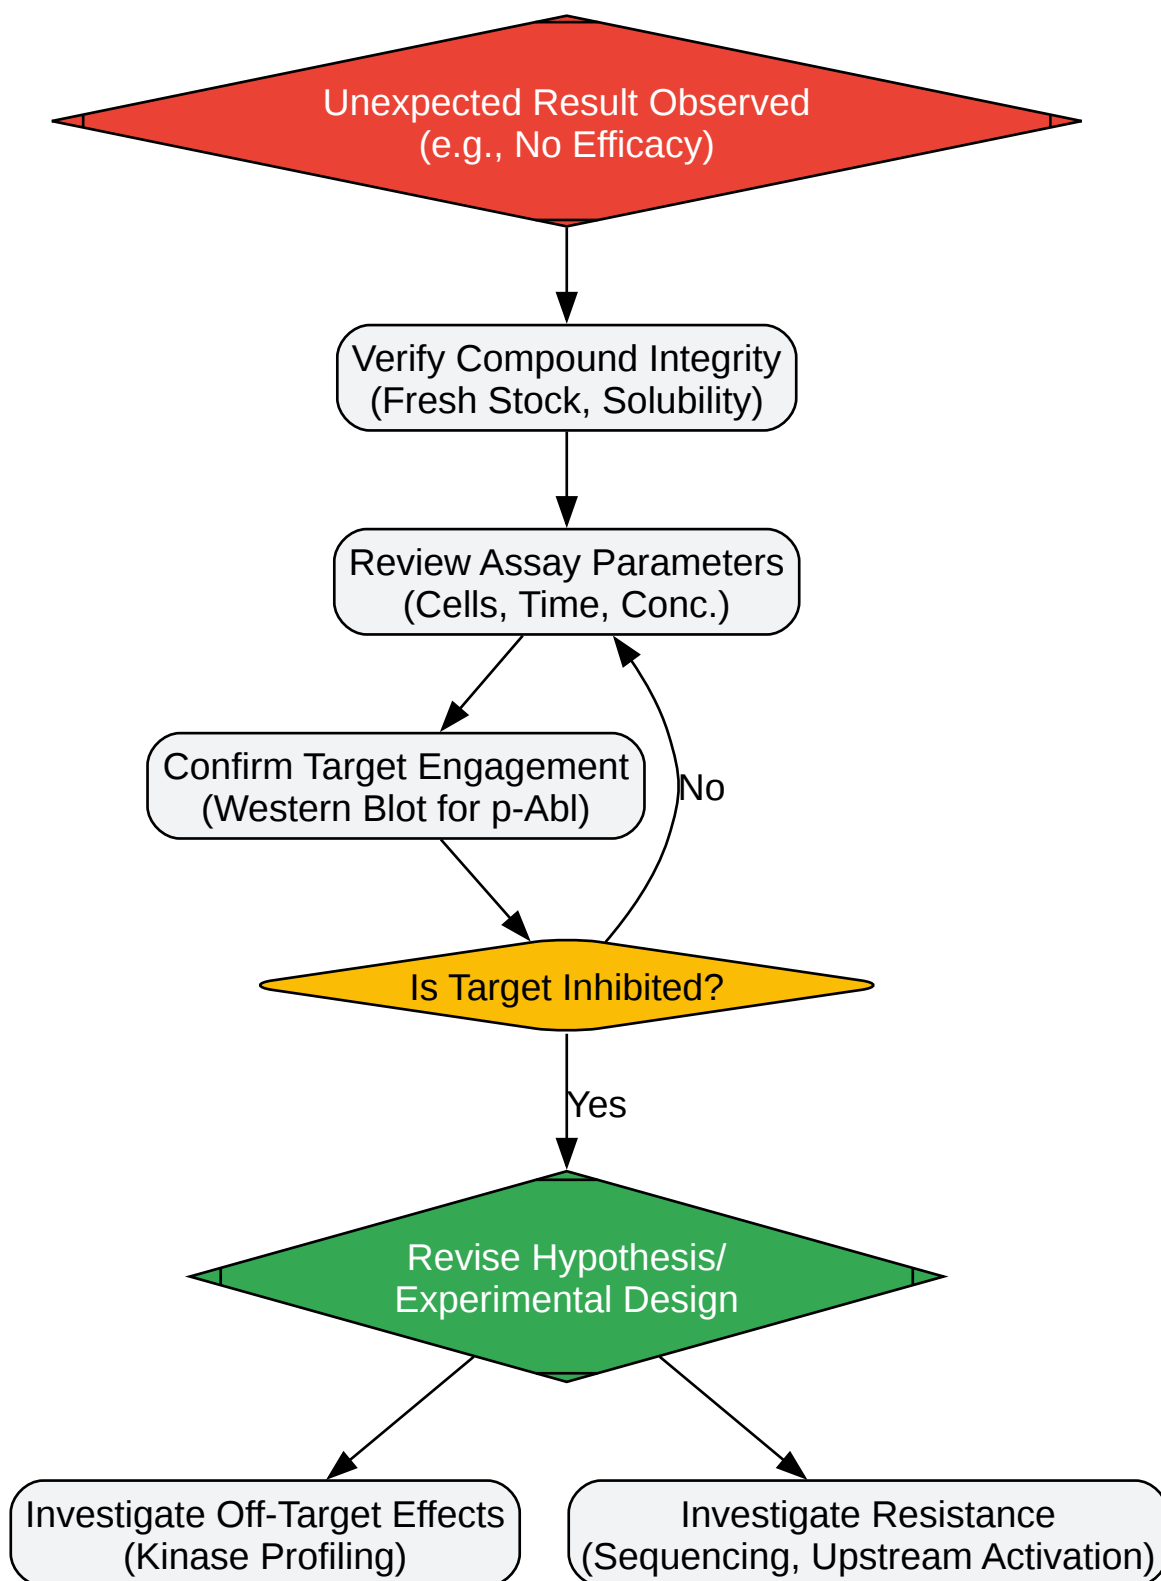 Unexpected Result Observed
(e.g., No Efficacy)
Verify Compound Integrity
(Fresh Stock, Solubility)
Review Assay Parameters
(Cells, Time, Conc.)
Confirm Target Engagement
(Western Blot for p-Abl)
No
Is Target Inhibited?
Yes
Revise Hypothesis/
Experimental Design
Investigate Off-Target Effects
(Kinase Profiling)
Investigate Resistance
(Sequencing, Upstream Activation)